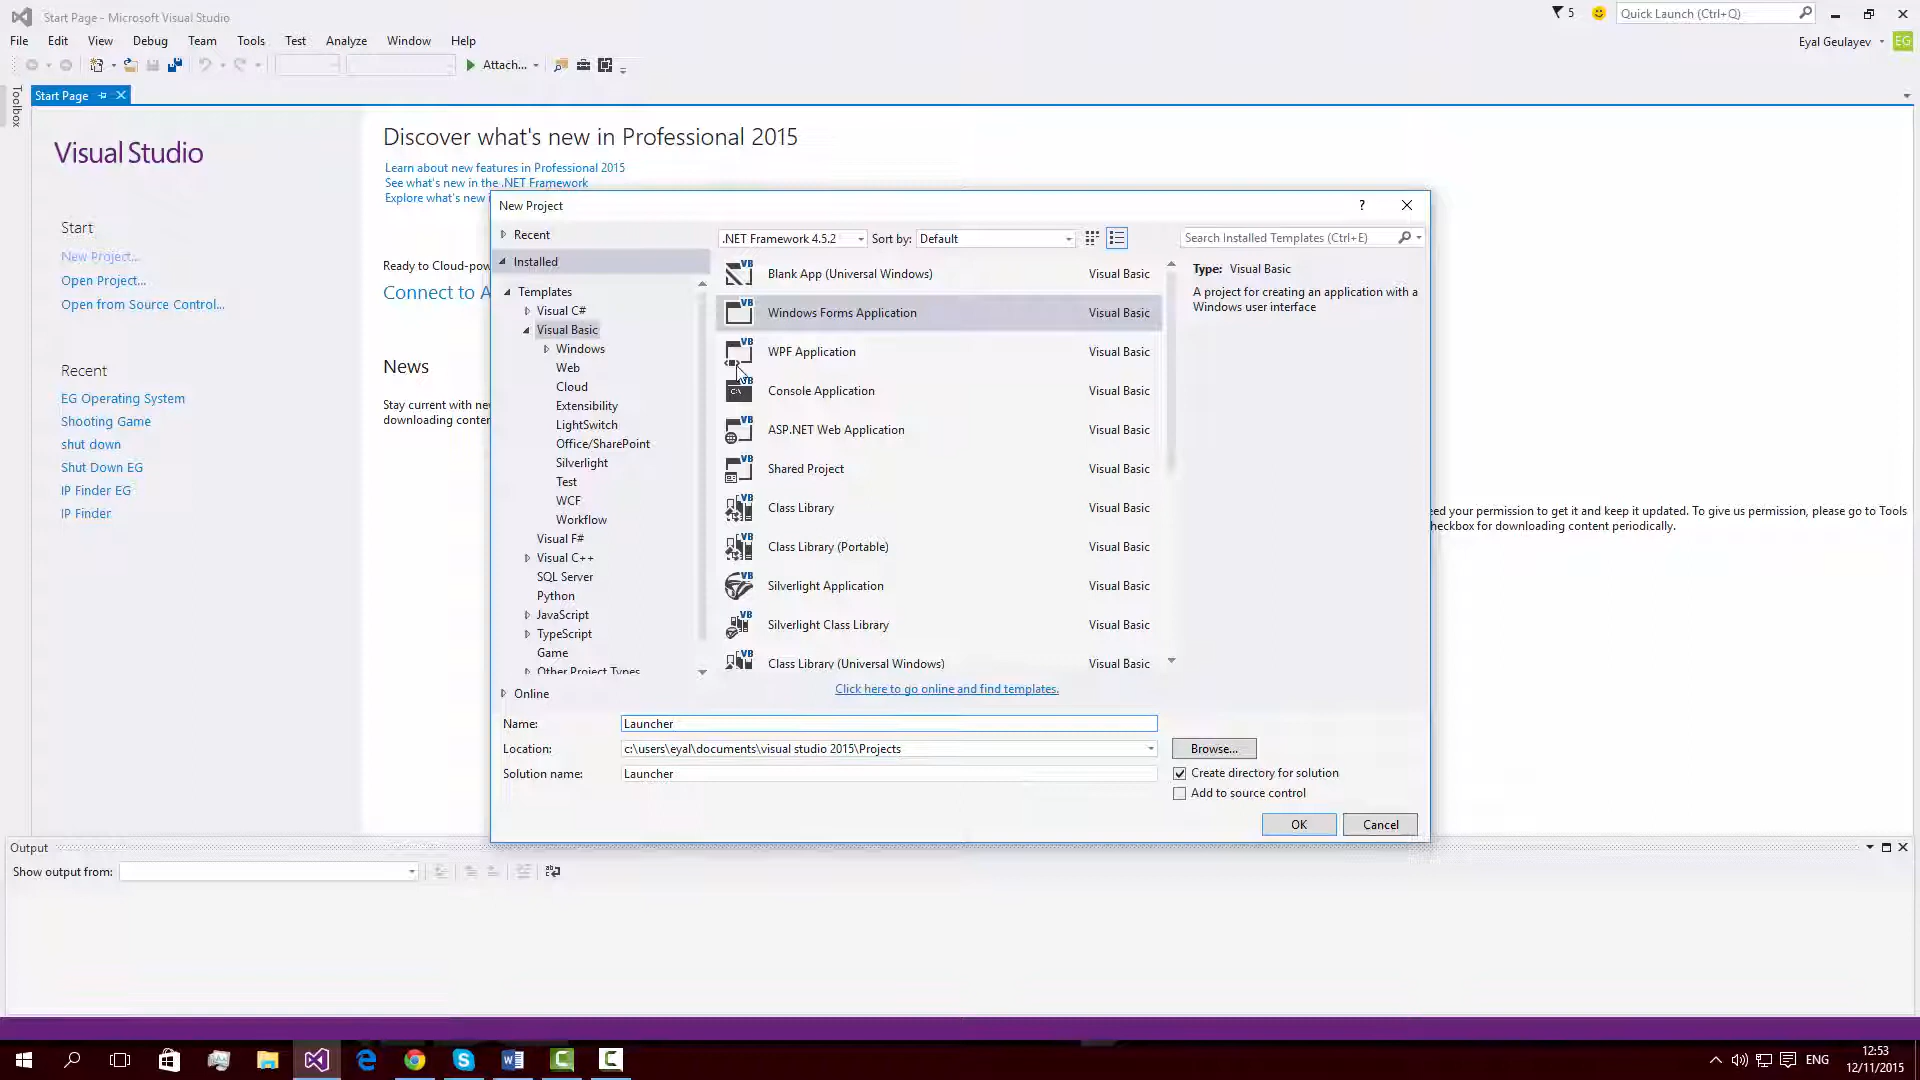 Start Page - Microsoft Visual Studio
5
Quick Launch (Ctrl+Q)
File Edit View Debug Team Tools Test Analyze Window Help
Eyal Geulayev EG
Attach...
Toolbox
Start Page
Visual Studio
Discover what's new in Professional 2015
Learn about new features in Professional 2015
See what's new in the .NET Framework
Explore what's new i
Start
New Project...
Open Project...
Open from Source Control...
Ready to Cloud-pow
Connect to A
Recent
EG Operating System
Shooting Game
shut down
Shut Down EG
IP Finder EG
IP Finder
News
Stay current with nev
downloading conter
eed your permission to get it and keep it updated. To give us permission, please go to Tools
heckbox for downloading content periodically.
New Project
?
Recent
Installed
.NET Framework 4.5.2 Sort by: Default
Search Installed Templates (Ctrl+E)
Templates
Visual C#
Visual Basic
Windows
Web
Cloud
Extensibility
LightSwitch
Office/SharePoint
Silverlight
Test
WCF
Workflow
Visual F#
Visual C++
SQL Server
Python
JavaScript
TypeScript
Game
Other Project Types
Online
VB Blank App (Universal Windows) Visual Basic
VB Windows Forms Application Visual Basic
VB WPF Application Visual Basic
VB C:\ Console Application Visual Basic
VB ASP.NET Web Application Visual Basic
VB Shared Project Visual Basic
VB Class Library Visual Basic
VB Class Library (Portable) Visual Basic
VB Silverlight Application Visual Basic
VB Silverlight Class Library Visual Basic
VB Class Library (Universal Windows) Visual Basic
Type: Visual Basic
A project for creating an application with a
Windows user interface
Click here to go online and find templates.
Name: Launcher
Location: c:\users\eyal\documents\visual studio 2015\Projects
Browse...
Solution name: Launcher
Create directory for solution
Add to source control
OK Cancel
Output
Show output from:
ENG
12:53
12/11/2015